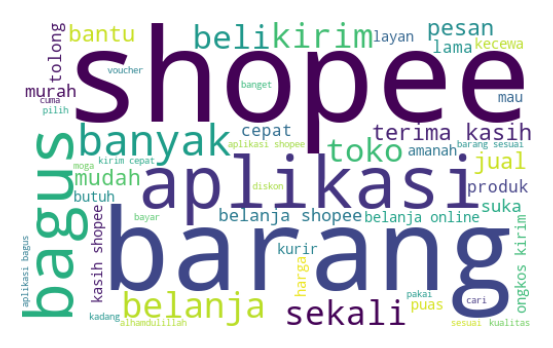 tolong
bantu
shopee
beli
kirim
layan
pesan
lama
kecewa
murah
voucher
banget
mau
cuma
pilih
bagus
banyak
cepat
toko
terima kasih
aplikasi shopee
amanah
barang sesuai
jual
moga
kirim cepat
mudah
aplikasi
diskon
produk
butuh
suka
kasih shopee
barang
belanja shopee
belanja online
bayar
kurir
ongkos kirim
aplikasi bagus
harga
belanja
sekali
pakai
puas
cari
kadang
alhamdulillah
sesuai
kualitas